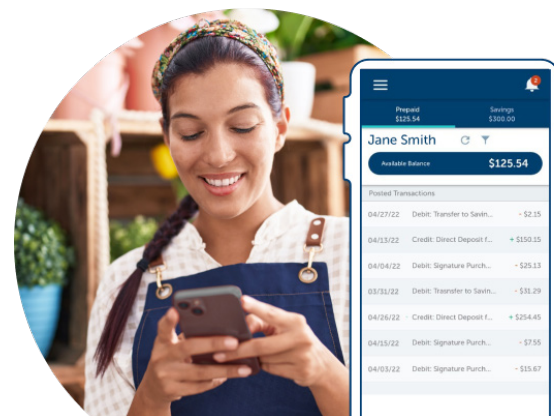 2
Prepaid Savings
$125.54 $300.00
Jane Smith
Available Balance $125.54
Posted Transactions
04/27/22 Debit: Transfer to Savin... - $2.15
04/13/22 Credit: Direct Deposit f... + $150.15
04/04/22 Debit: Signature Purch... - $25.13
03/31/22 Debit: Trasnsfer to Savin... - $31.29
04/26/22 Credit: Direct Deposit f... + $254.45
04/15/22 Debit: Signature Purch... - $7.55
04/03/22 Debit: Signature Purch... - $15.67